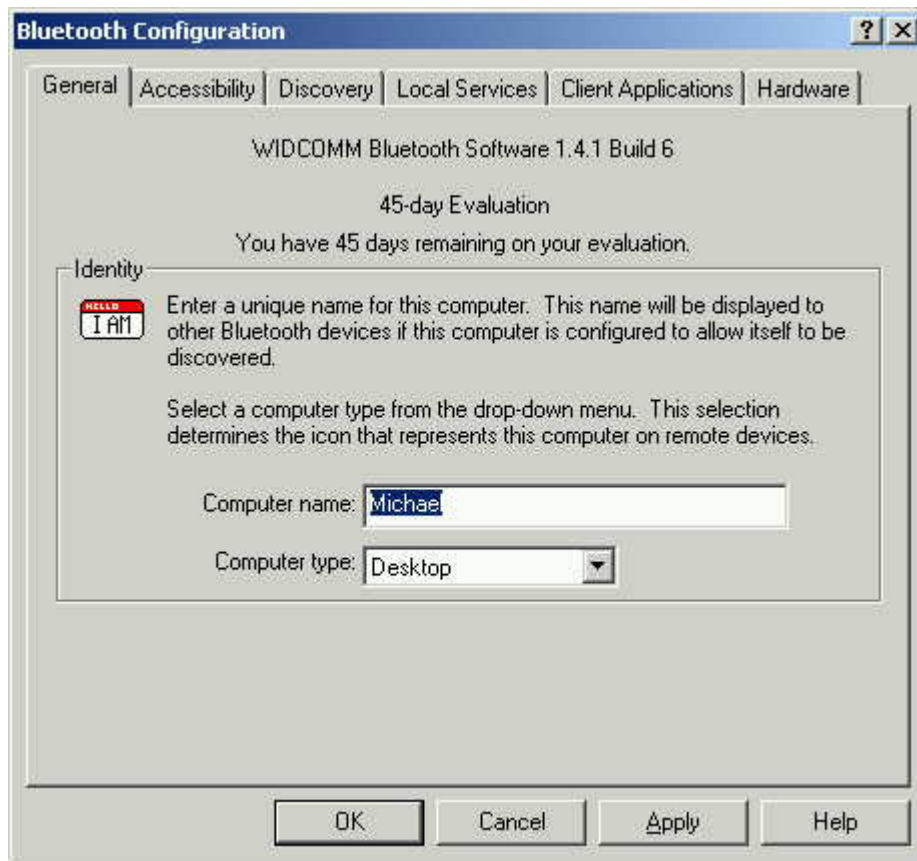 Bluetooth Configuration
General Accessibility Discovery Local Services Client Applications Hardware
WIDCOMM Bluetooth Software 1.4.1 Build 6
45-day Evaluation
You have 45 days remaining on your evaluation.
Identity
HELLO
I AM
Enter a unique name for this computer. This name will be displayed to
other Bluetooth devices if this computer is configured to allow itself to be
discovered.
Select a computer type from the drop-down menu. This selection
determines the icon that represents this computer on remote devices.
Computer name: Michael
Computer type: Desktop
OK Cancel Apply Help